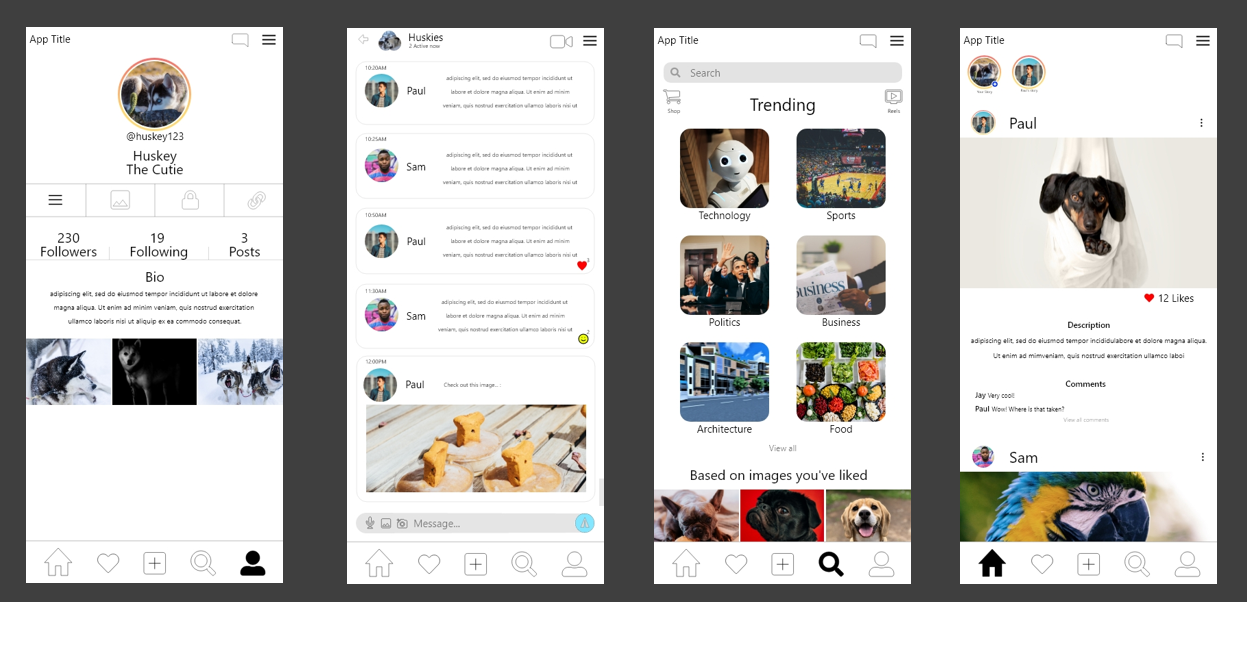 App Title
@huskey123
Huskey
The Cutie
230
Followers
19
Following
3
Posts
Bio
adipiscing elit, sed do eiusmod tempor incididunt ut labore et dolore
magna aliqua. Ut enim ad minim veniam, quis nostrud exercitation
ullamco laboris nisi ut aliquip ex ea commodo consequat.
Huskies
2 Active now
10:20AM
Paul
adipiscing elit, sed do eiusmod tempor incididunt ut
labore et dolore magna aliqua. Ut enim ad minim
veniam, quis nostrud exercitation ullamco laboris nisi ut
10:25AM
Sam
adipiscing elit, sed do eiusmod tempor incididunt ut
labore et dolore magna aliqua. Ut enim ad minim
veniam, quis nostrud exercitation ullamco laboris nisi ut
10:50AM
Paul
adipiscing elit, sed do eiusmod tempor incididunt ut
labore et dolore magna aliqua. Ut enim ad minim
veniam, quis nostrud exercitation ullamco laboris nisi ut
11:30AM
Sam
adipiscing elit, sed do eiusmod tempor incididunt ut
labore et dolore magna aliqua. Ut enim ad minim
veniam, quis nostrud exercitation ullamco laboris nisi ut
2
12:00PM
Paul
Check out this image...:
Message...
App Title
Search
Shop
Trending
Reels
Technology
Sports
business
Politics
Business
Architecture
Food
View all
Based on images you've liked
App Title
Paul
12 Likes
Description
adipiscing elit, sed do eiusmod tempor incididulabore et dolore magna aliqua.
Ut enim ad mimveniam, quis nostrud exercitation ullamco laboi
Comments
Jay Very cool!
Paul Wow! Where is that taken?
View all comments
Sam